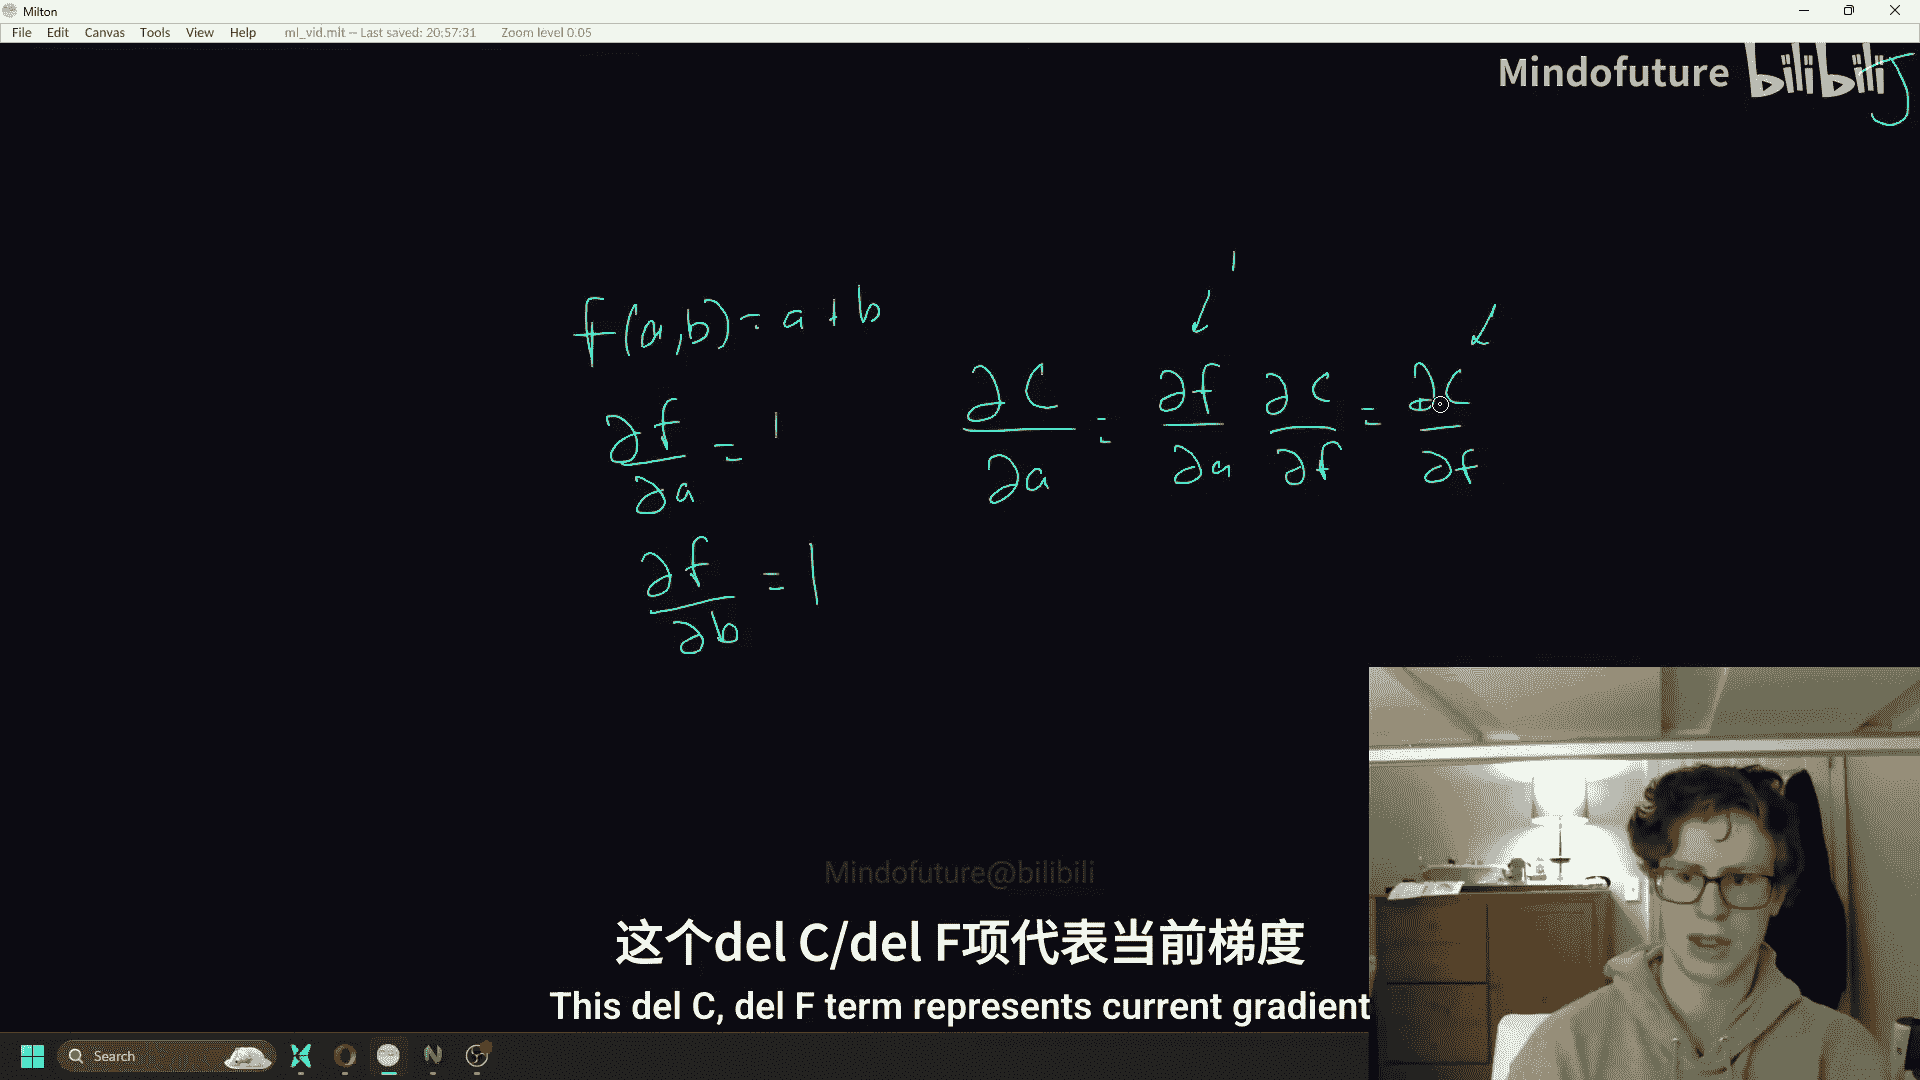 Milton
File Edit Canvas Tools View Help ml_vid.mlt -- Last saved: 20:57:31 Zoom level 0.05
Mindofuture bilibili
J
f(a,b) = a + b
∂f/∂a = 1
∂f/∂b = 1
1
∂C/∂a = ∂f/∂a ∂C/∂f = ∂C/∂f
Mindofuture@bilibili
这个del C/del F项代表当前梯度
This del C, del F term represents current gradient
Search